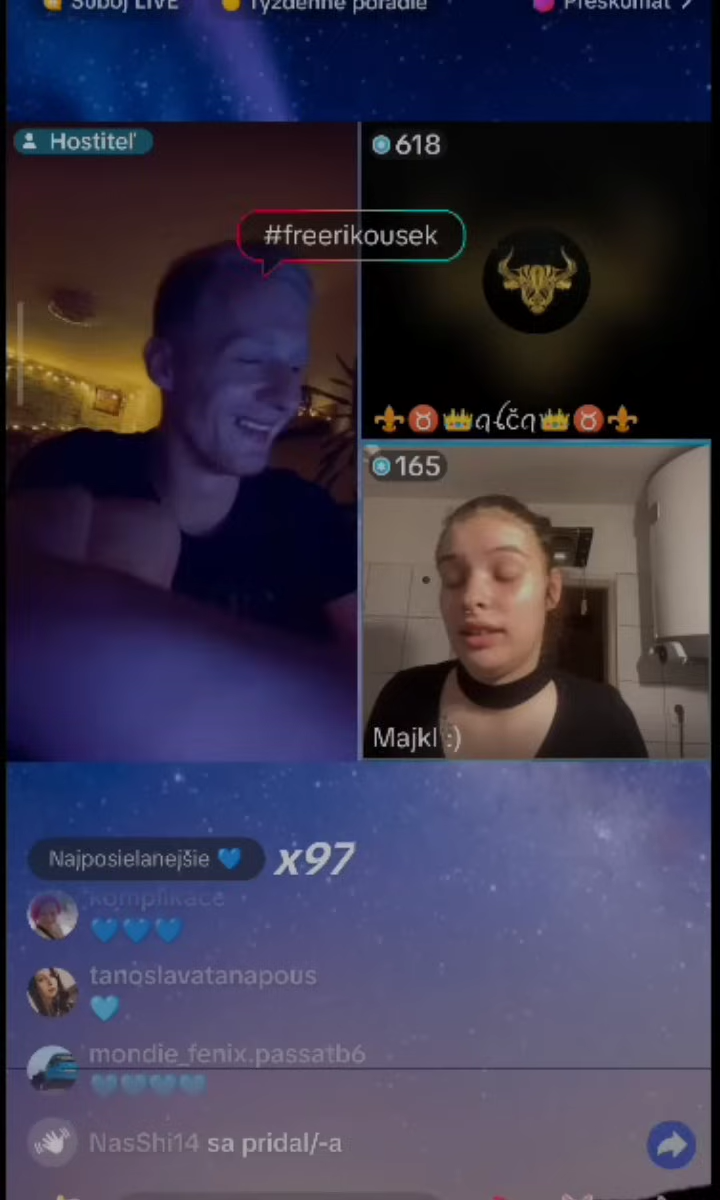 Súboj LIVE
Týždenné poradie
Preskúmať
Hostiteľ
618
#freerikousek
165
Majkl :)
Najposielanejšie
x97
komplikace
tanoslavatanapous
mondie_fenix.passatb6
NasShi14 sa pridal/-a